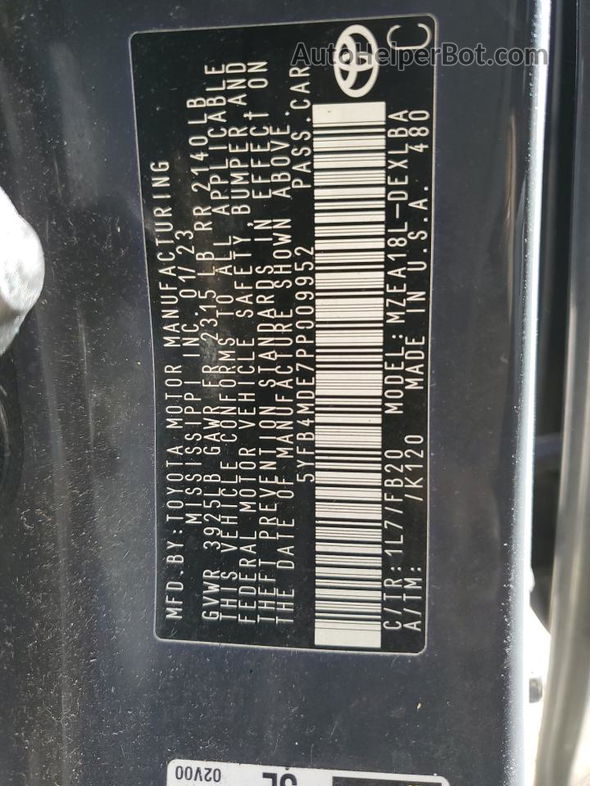 AutoHelperBot.com
MFD. BY: TOYOTA MOTOR MANUFACTURING
MISSISSIPPI INC. 01/23
GVWR 3925LB GAWR FR 2315 LB RR 2140LB
THIS VEHICLE CONFORMS TO ALL APPLICABLE
FEDERAL MOTOR VEHICLE SAFETY, BUMPER AND
THEFT PREVENTION STANDARDS IN EFFECT ON
THE DATE OF MANUFACTURE SHOWN ABOVE.
5YFB4MDE7PP009952 PASS. CAR
C/TR: 1L7/FB20 MODEL: MZEA18L-DEXLBA
A/TM: /K120 MADE IN U.S.A. 480
C
02V00